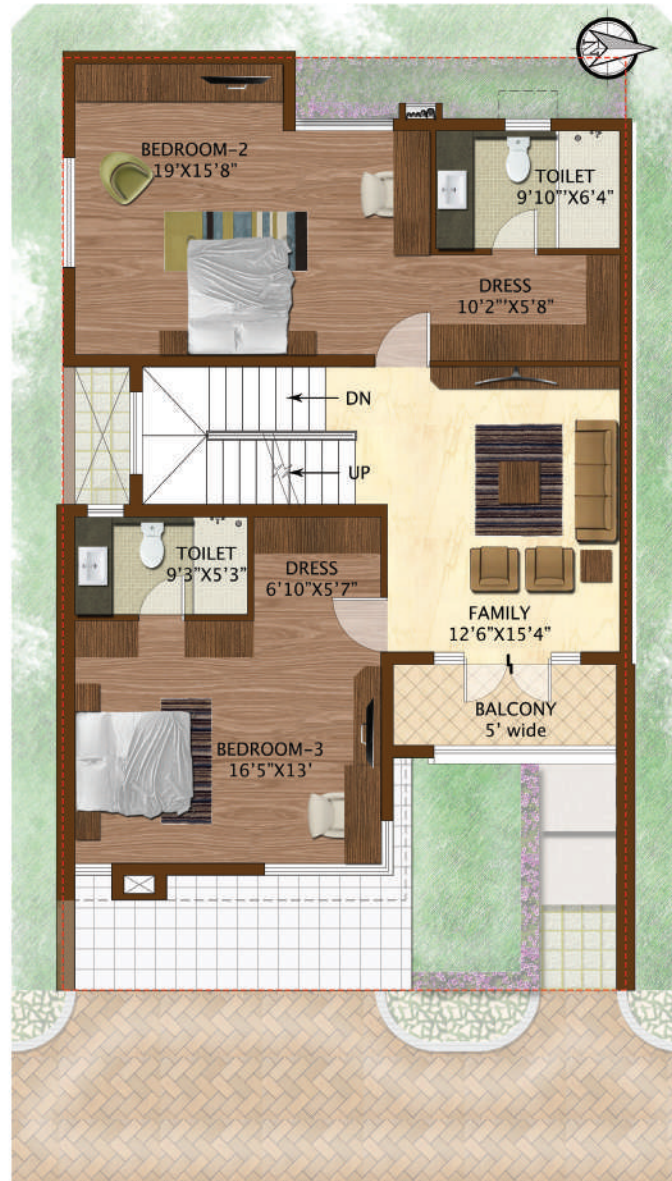 N
BEDROOM-2
19'X15'8"
TOILET
9'10"'X6'4"
DRESS
10'2"'X5'8"
DN
UP
TOILET
9'3"X5'3"
DRESS
6'10"X5'7"
FAMILY
12'6"X15'4"
BALCONY
5' wide
BEDROOM-3
16'5"X13'